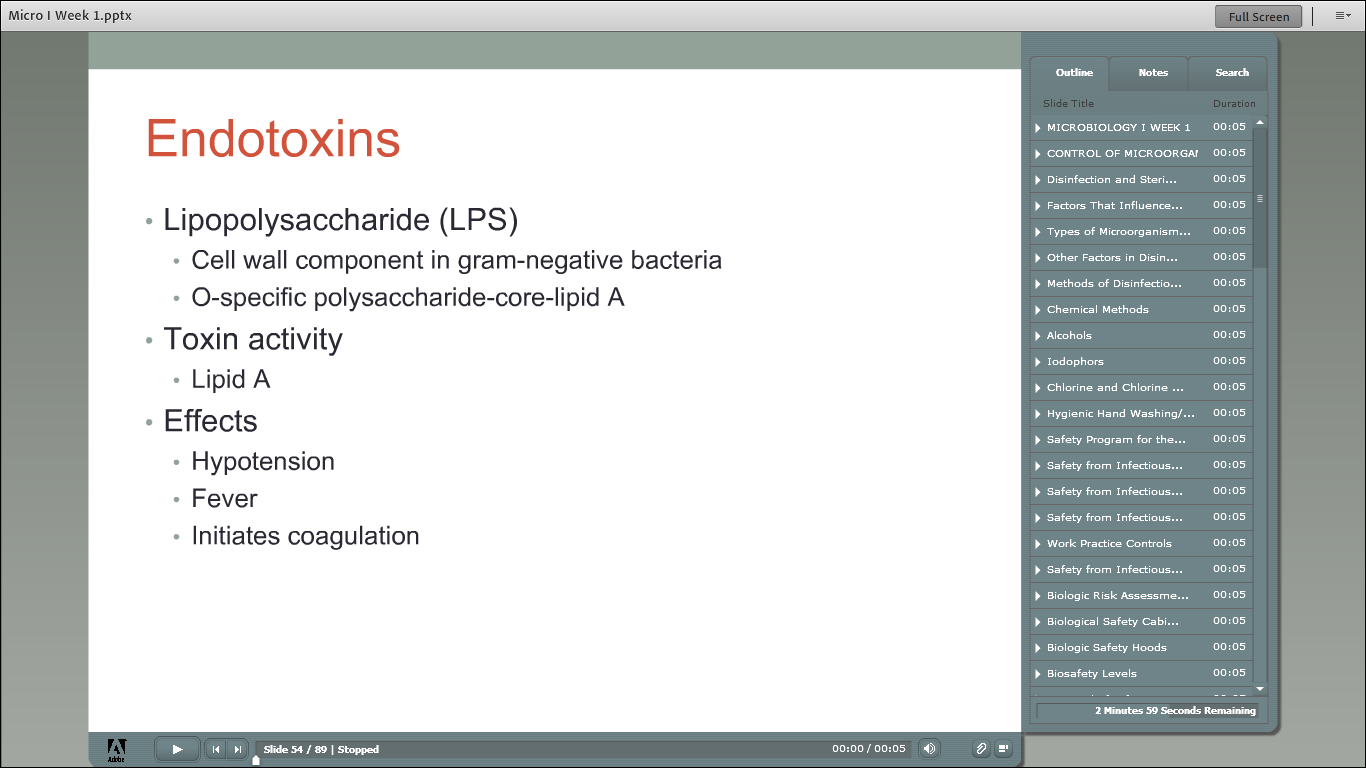 Micro I Week 1.pptx
Full Screen
Endotoxins
• Lipopolysaccharide (LPS)
• Cell wall component in gram-negative bacteria
• O-specific polysaccharide-core-lipid A
• Toxin activity
• Lipid A
• Effects
• Hypotension
• Fever
• Initiates coagulation
Outline Notes Search
Slide Title Duration
MICROBIOLOGY I WEEK 1 00:05
CONTROL OF MICROORGAN 00:05
Disinfection and Steri... 00:05
Factors That Influence... 00:05
Types of Microorganism... 00:05
Other Factors in Disin... 00:05
Methods of Disinfectio... 00:05
Chemical Methods 00:05
Alcohols 00:05
Iodophors 00:05
Chlorine and Chlorine ... 00:05
Hygienic Hand Washing/... 00:05
Safety Program for the... 00:05
Safety from Infectious... 00:05
Safety from Infectious... 00:05
Safety from Infectious... 00:05
Work Practice Controls 00:05
Safety from Infectious... 00:05
Biologic Risk Assessme... 00:05
Biological Safety Cabi... 00:05
Biologic Safety Hoods 00:05
Biosafety Levels 00:05
2 Minutes 59 Seconds Remaining
Adobe
Slide 54 / 89 | Stopped 00:00 / 00:05